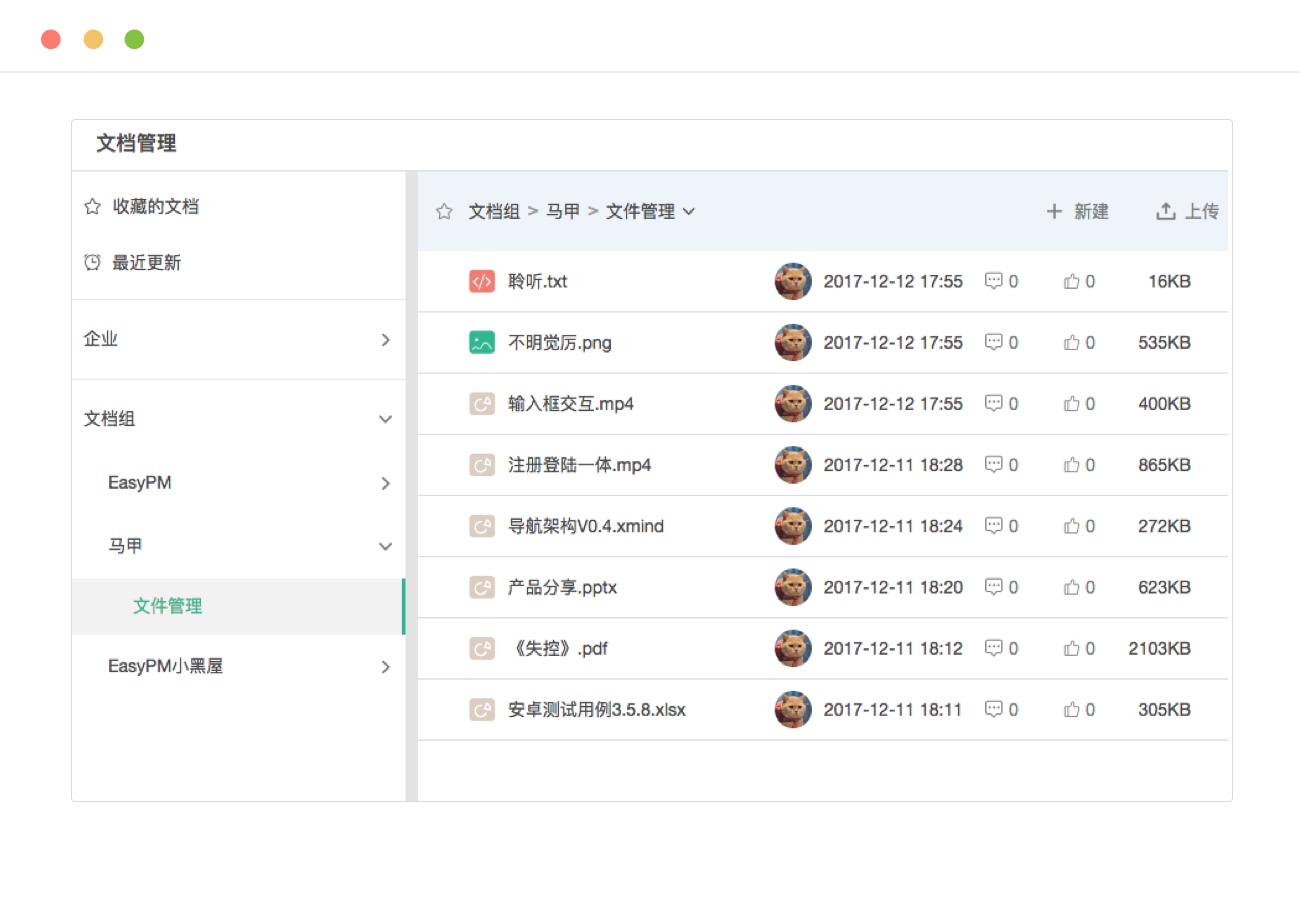 文档管理
收藏的文档
最近更新
企业
文档组
EasyPM
马甲
文件管理
EasyPM小黑屋
文档组 > 马甲 > 文件管理
新建
上传
聆听.txt 2017-12-12 17:55 0 0 16KB
不明觉厉.png 2017-12-12 17:55 0 0 535KB
输入框交互.mp4 2017-12-12 17:55 0 0 400KB
注册登陆一体.mp4 2017-12-11 18:28 0 0 865KB
导航架构V0.4.xmind 2017-12-11 18:24 0 0 272KB
产品分享.pptx 2017-12-11 18:20 0 0 623KB
《失控》.pdf 2017-12-11 18:12 0 0 2103KB
安卓测试用例3.5.8.xlsx 2017-12-11 18:11 0 0 305KB